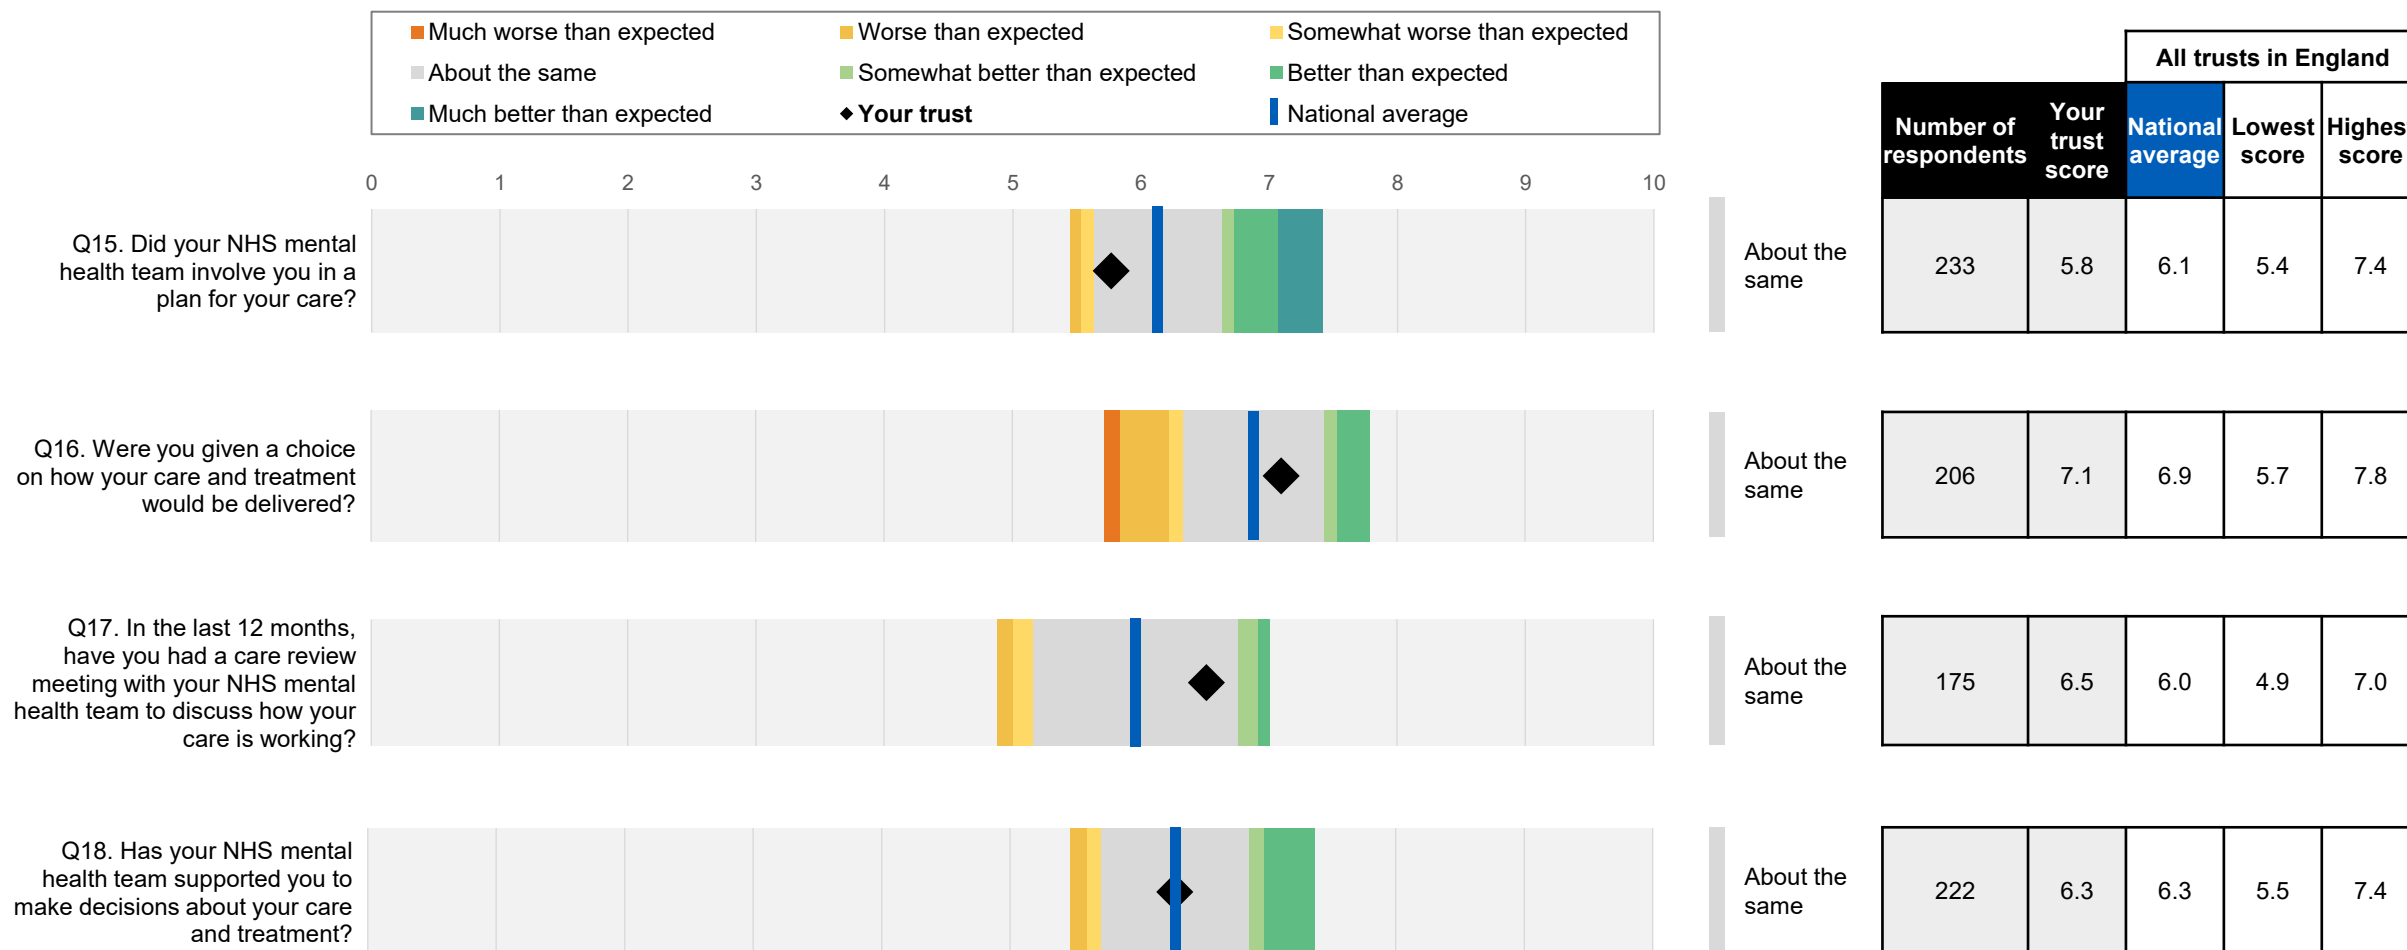 Much worse than expected
Worse than expected
Somewhat worse than expected
About the same
Somewhat better than expected
Better than expected
Much better than expected
Your trust
National average
All trusts in England
Number of
respondents
Your
trust
score
National
average
Lowest
score
Highes
score
0 1 2 3 4 5 6 7 8 9 10
Q15. Did your NHS mental
health team involve you in a
plan for your care?
About the
same
233 5.8 6.1 5.4 7.4
Q16. Were you given a choice
on how your care and treatment
would be delivered?
About the
same
206 7.1 6.9 5.7 7.8
Q17. In the last 12 months,
have you had a care review
meeting with your NHS mental
health team to discuss how your
care is working?
About the
same
175 6.5 6.0 4.9 7.0
Q18. Has your NHS mental
health team supported you to
make decisions about your care
and treatment?
About the
same
222 6.3 6.3 5.5 7.4